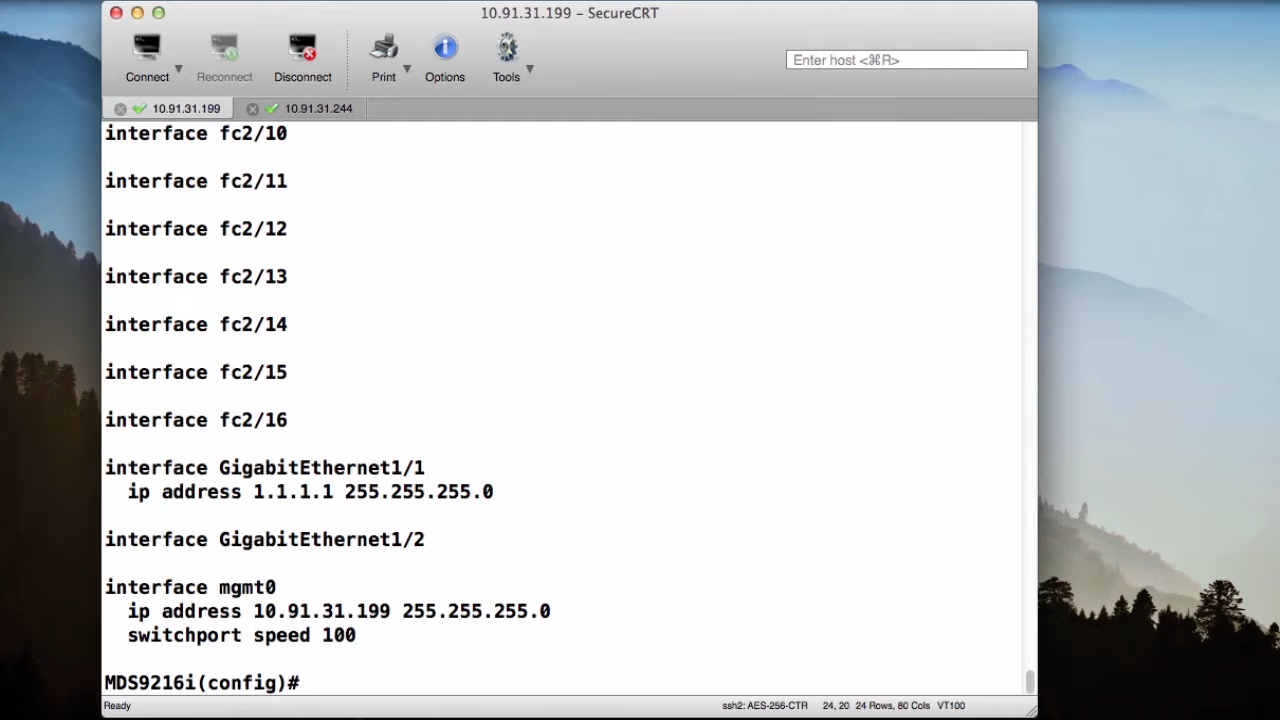 10.91.31.199 – SecureCRT
Connect
Reconnect
Disconnect
Print
Options
Tools
Enter host <⌘R>
10.91.31.199
10.91.31.244
interface fc2/10
interface fc2/11
interface fc2/12
interface fc2/13
interface fc2/14
interface fc2/15
interface fc2/16
interface GigabitEthernet1/1
ip address 1.1.1.1 255.255.255.0
interface GigabitEthernet1/2
interface mgmt0
ip address 10.91.31.199 255.255.255.0
switchport speed 100
MDS9216i(config)#
Ready
ssh2: AES-256-CTR
24, 20
24 Rows, 80 Cols
VT100